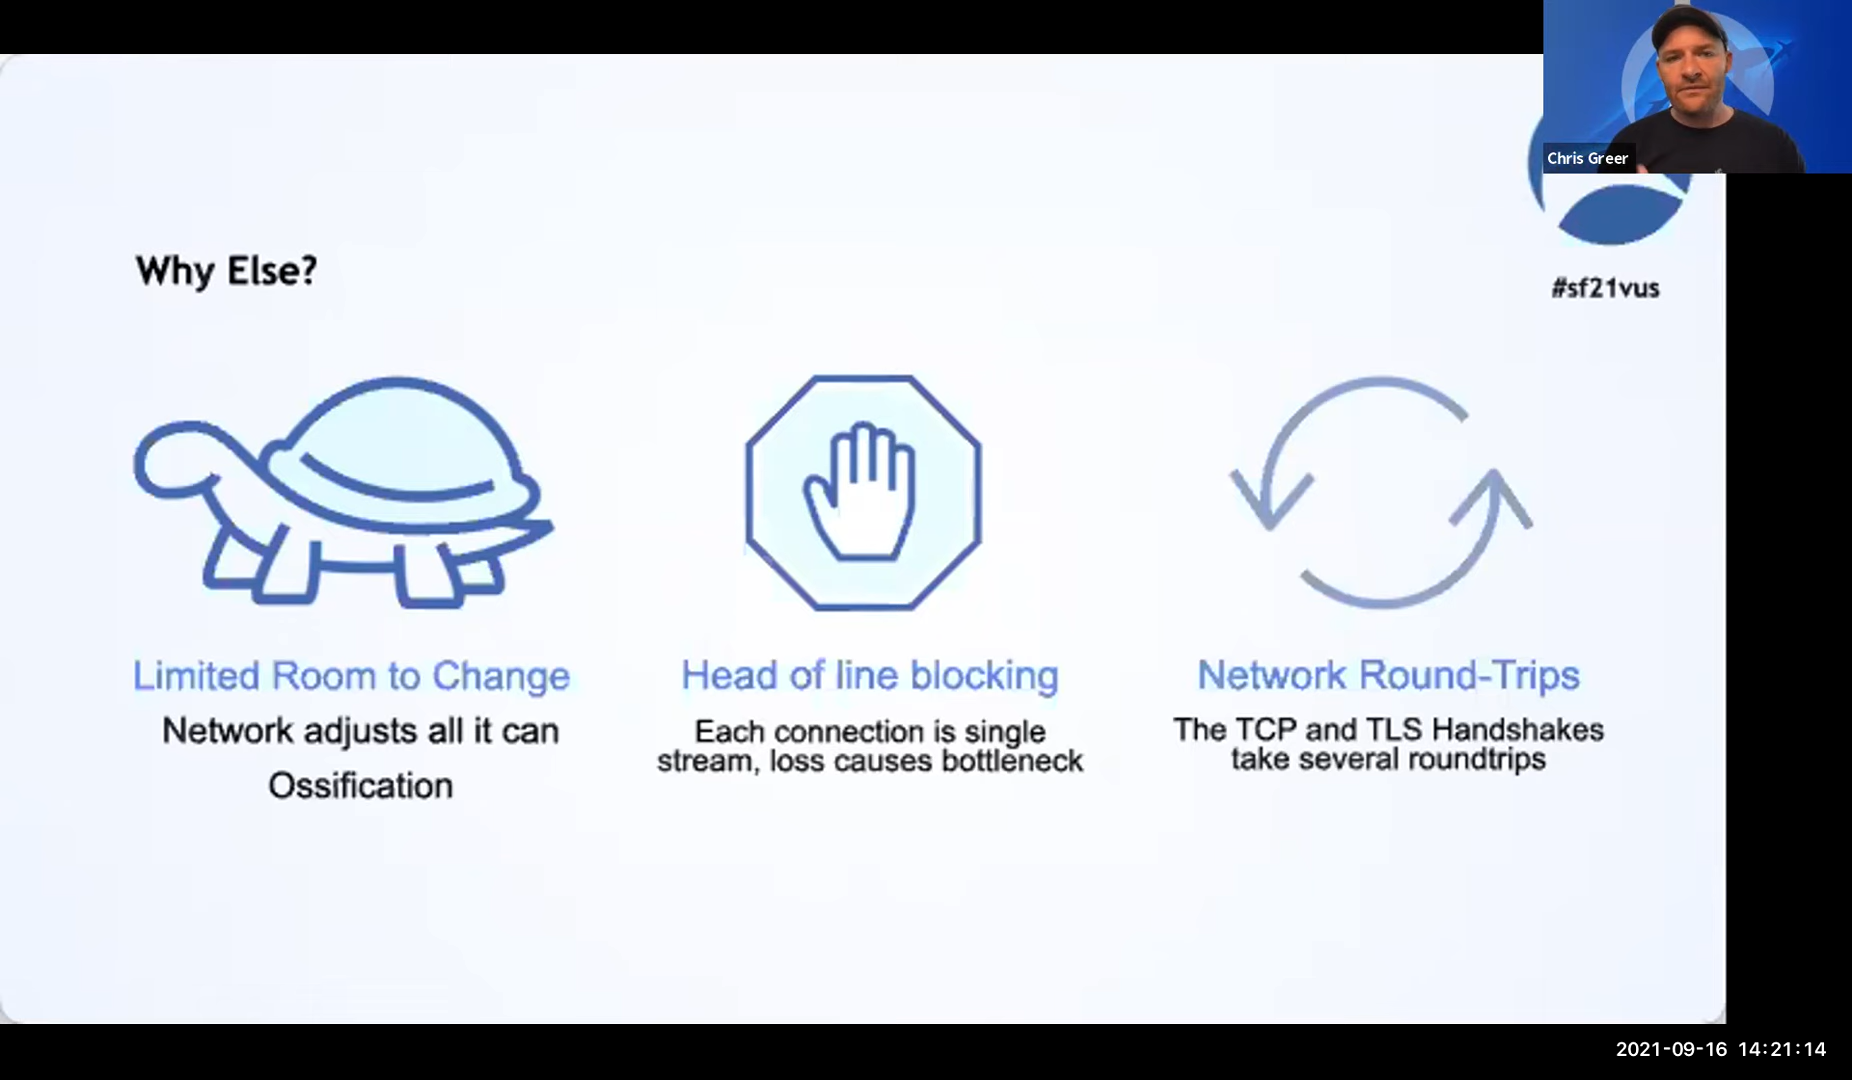 Chris Greer
Why Else?
#sf21vus
Limited Room to Change
Network adjusts all it can
Ossification
Head of line blocking
Each connection is single
stream, loss causes bottleneck
Network Round-Trips
The TCP and TLS Handshakes
take several roundtrips
2021-09-16 14:21:14